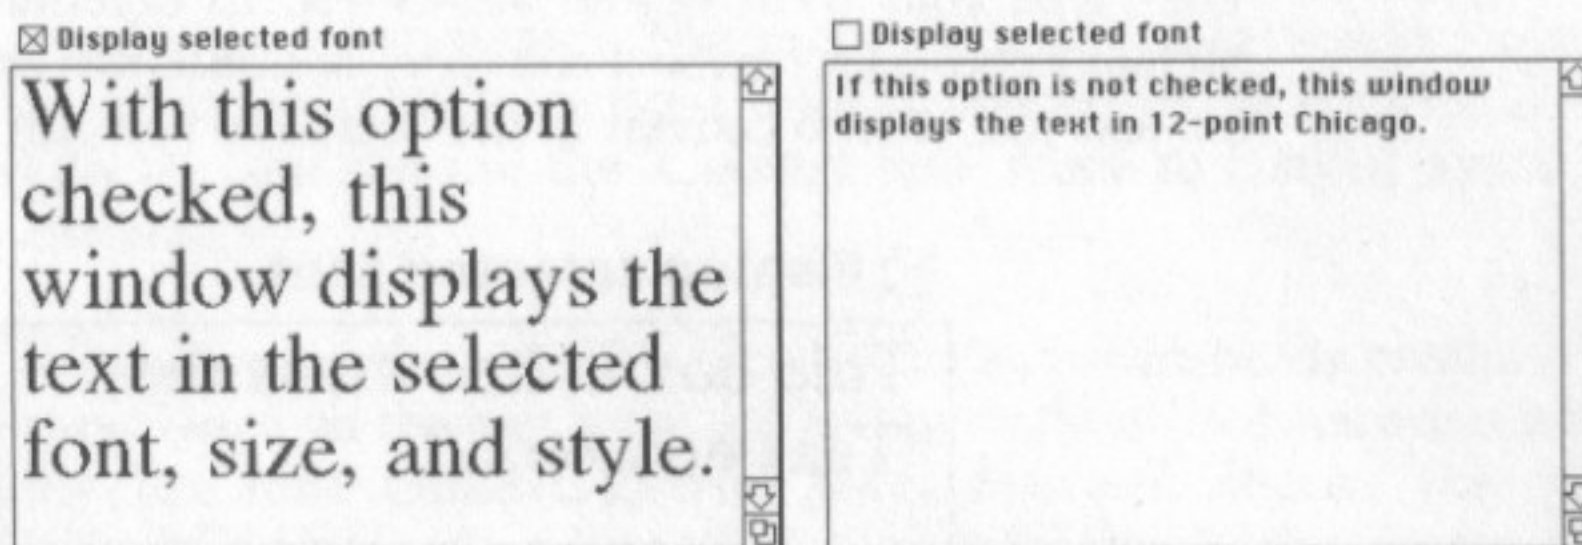 Display selected font
With this option
checked, this
window displays the
text in the selected
font, size, and style.
Display selected font
If this option is not checked, this window
displays the text in 12-point Chicago.